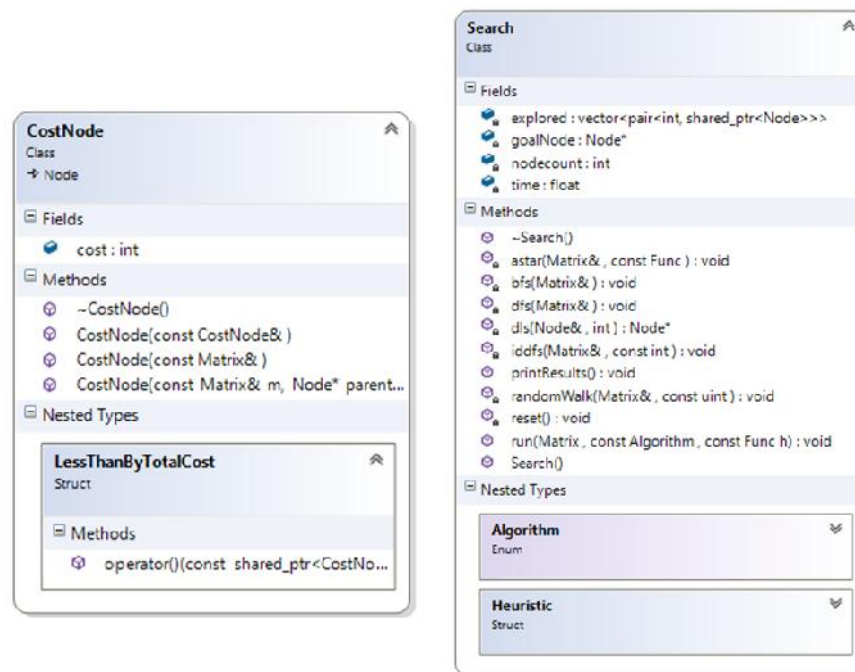 CostNode
Class
Node
Fields
cost : int
Methods
~CostNode()
CostNode(const CostNode& )
CostNode(const Matrix& )
CostNode(const Matrix& m, Node* parent...
Nested Types
LessThanByTotalCost
Struct
Methods
operator()(const shared_ptr<CostNo...
Search
Class
Fields
explored : vector<pair<int, shared_ptr<Node>>>
goalNode : Node*
nodecount : int
time : float
Methods
~Search()
astar(Matrix& , const Func ) : void
bfs(Matrix& ) : void
dfs(Matrix& ) : void
dls(Node& , int ) : Node*
iddfs(Matrix& , const int ) : void
printResults() : void
randomWalk(Matrix& , const uint ) : void
reset() : void
run(Matrix , const Algorithm , const Func h) : void
Search()
Nested Types
Algorithm
Enum
Heuristic
Struct